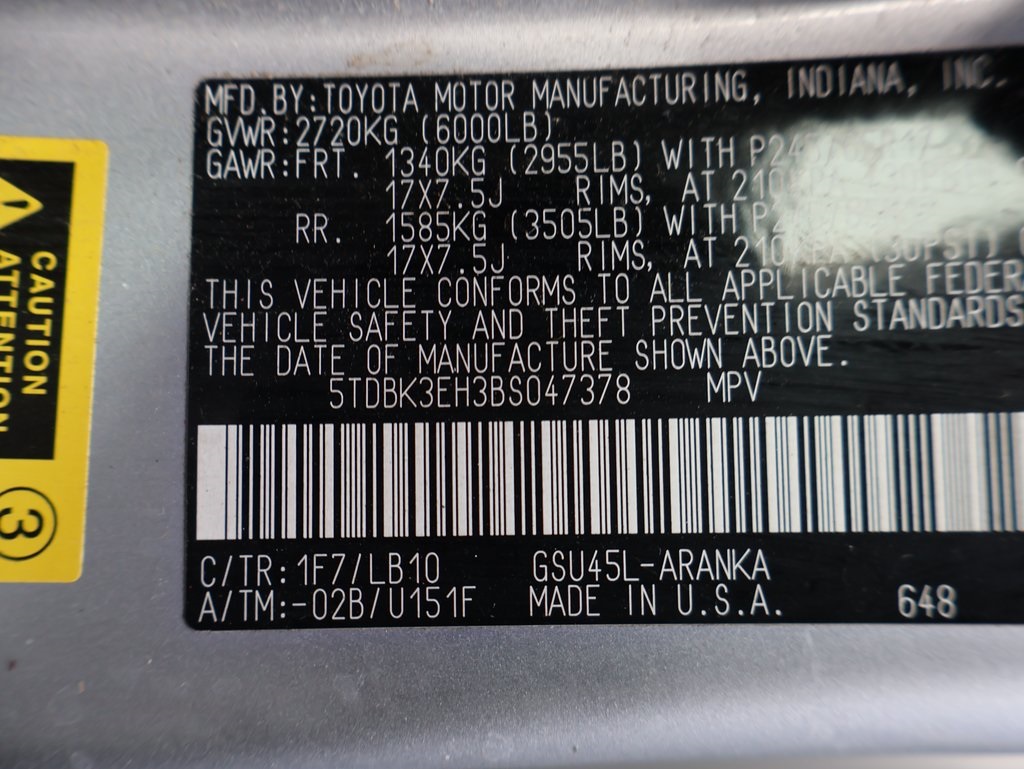 MFD.BY:TOYOTA MOTOR MANUFACTURING, INDIANA, INC.
GVWR:2720KG (6000LB)
GAWR:FRT. 1340KG (2955LB) WITH
17X7.5J RIMS, AT
RR. 1585KG (3505LB) WITH
17X7.5J RIMS, AT (30PSI)
THIS VEHICLE CONFORMS TO ALL APPLICABLE
VEHICLE SAFETY AND THEFT PREVENTION STANDARDS
THE DATE OF MANUFACTURE SHOWN ABOVE.
5TDBK3EH3BS047378 MPV
C/TR:1F7/LB10 GSU45L-ARANKA
A/TM:-02B/U151F MADE IN U.S.A. 648
CAUTION
ATTENTION
3